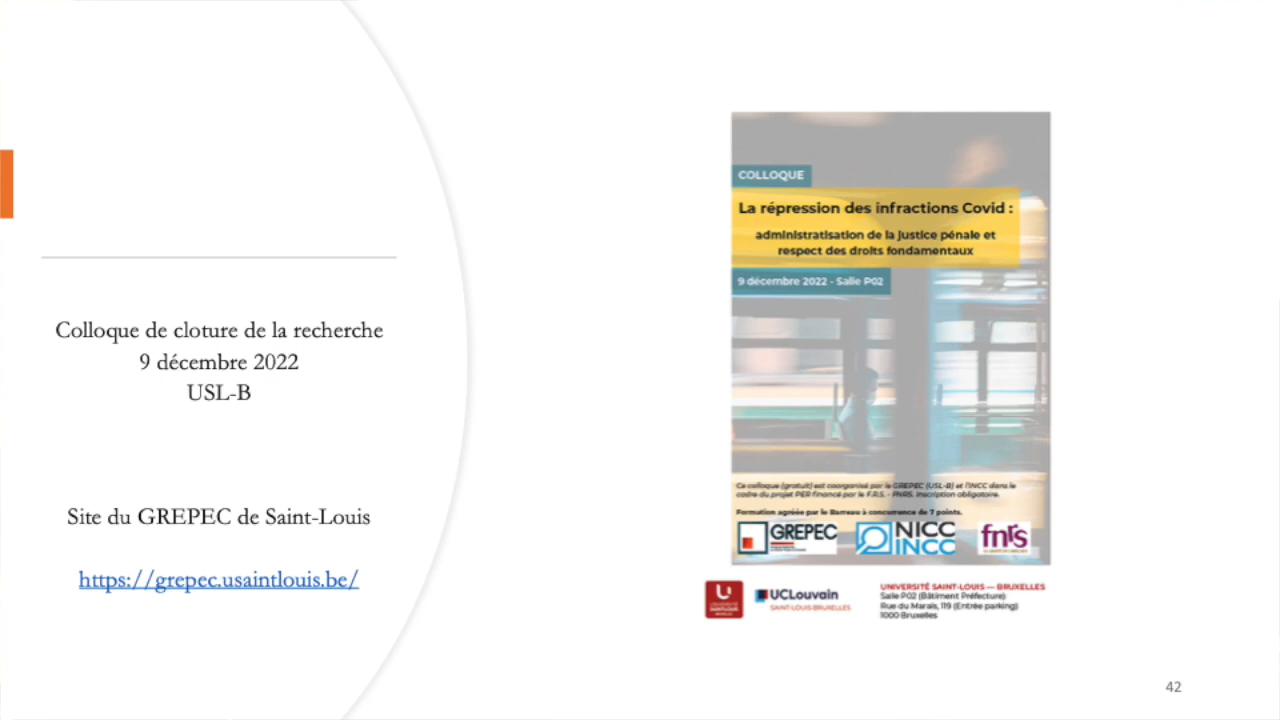 Colloque de cloture de la recherche
9 décembre 2022
USL-B
Site du GREPEC de Saint-Louis
https://grepec.usaintlouis.be/
COLLOQUE
La répression des infractions Covid :
administratisation de la justice pénale et
respect des droits fondamentaux
9 décembre 2022 - Salle P02
Ce colloque (gratuit) est coorganisé par le GREPEC (USL-B) et l'INCC dans le
cadre du projet PER financé par le F.R.S. - FNRS. Inscription obligatoire.
Formation agréée par le Barreau à concurrence de 7 points.
GREPEC
NICC
INCC
fnrs
UCLouvain
SAINT-LOUIS-BRUXELLES
UNIVERSITÉ SAINT-LOUIS — BRUXELLES
Salle P02 (Bâtiment Préfecture)
Rue du Marais, 119 (Entrée parking)
1000 Bruxelles
42